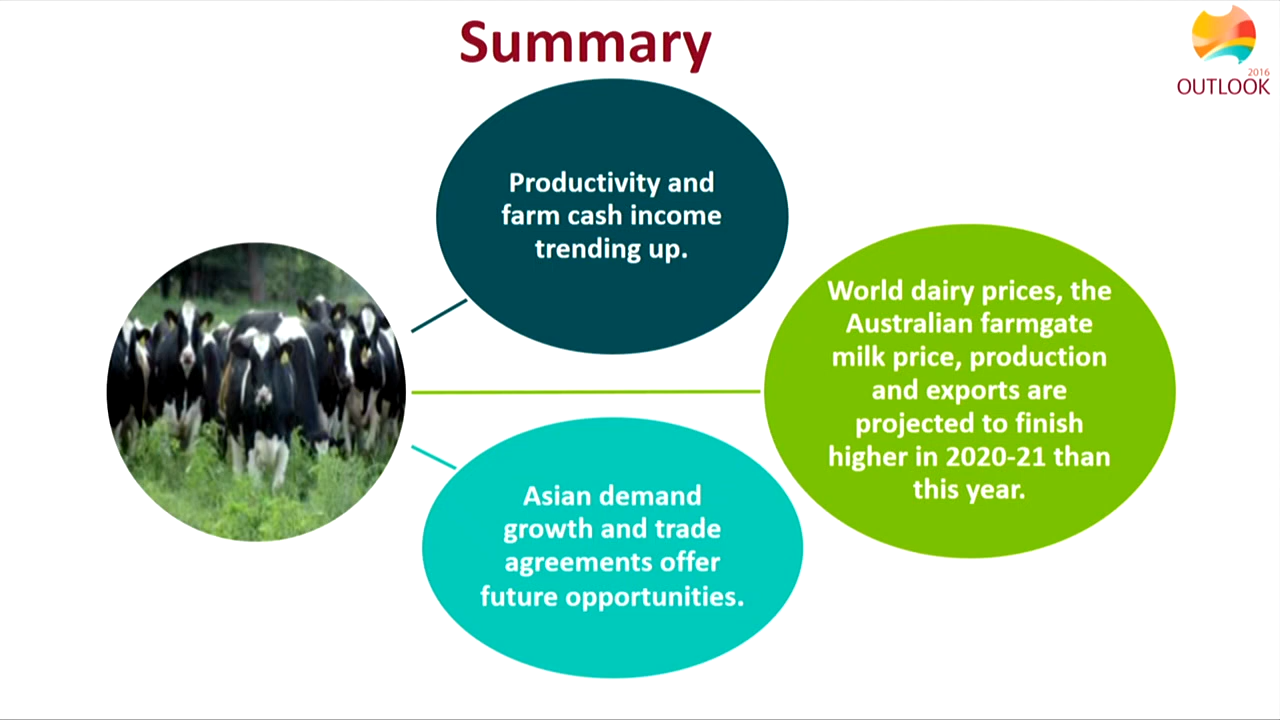 Summary
2016
OUTLOOK
Productivity and
farm cash income
trending up.
World dairy prices, the
Australian farmgate
milk price, production
and exports are
projected to finish
higher in 2020-21 than
this year.
Asian demand
growth and trade
agreements offer
future opportunities.